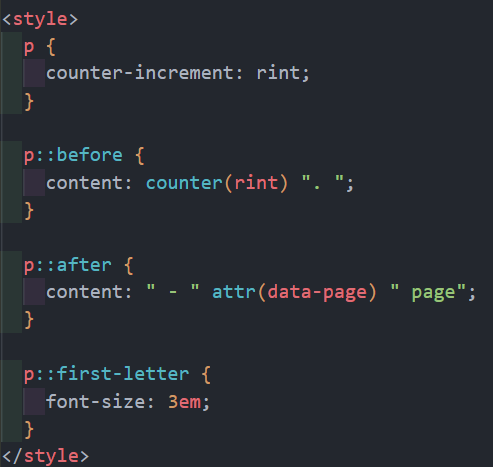 <style>
p {
counter-increment: rint;
}
p::before {
content: counter(rint) ". ";
}
p::after {
content: " - " attr(data-page) " page";
}
p::first-letter {
font-size: 3em;
}
</style>